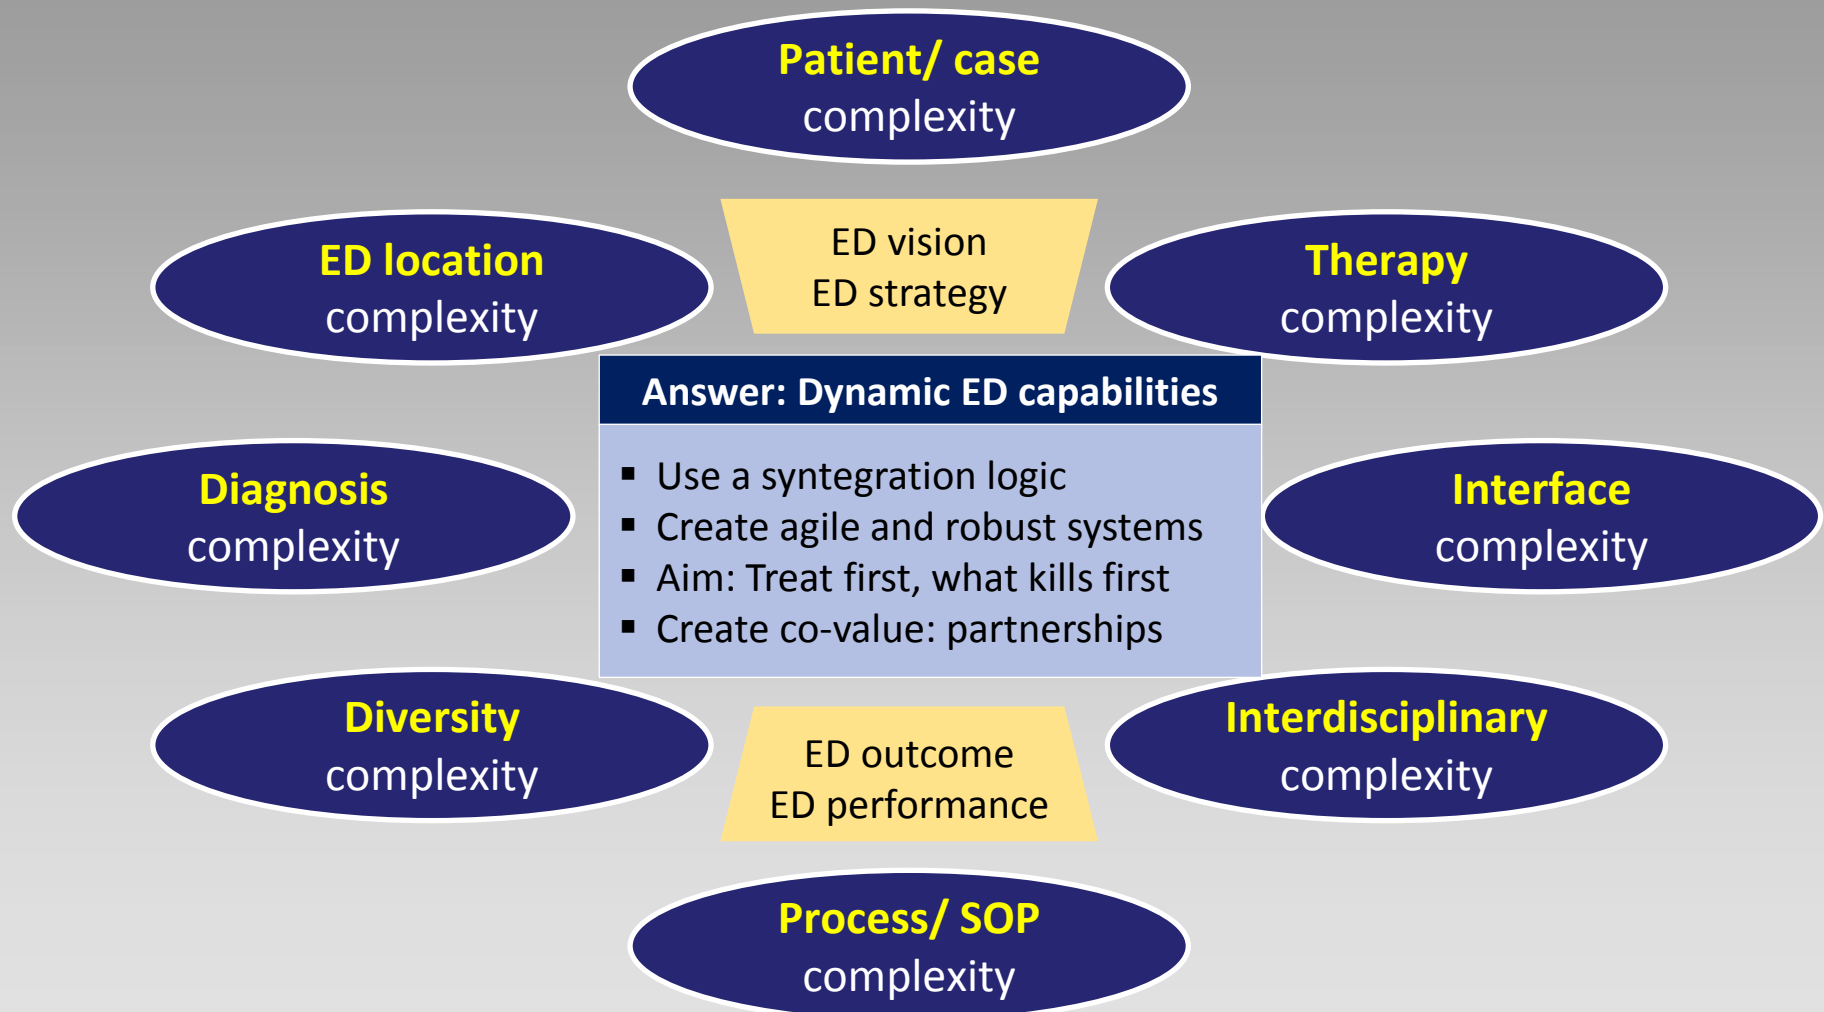 Patient/ case
complexity
ED location
complexity
ED vision
ED strategy
Therapy
complexity
Answer: Dynamic ED capabilities
▪ Use a syntegration logic
▪ Create agile and robust systems
▪ Aim: Treat first, what kills first
▪ Create co-value: partnerships
Diagnosis
complexity
Interface
complexity
Diversity
complexity
ED outcome
ED performance
Interdisciplinary
complexity
Process/ SOP
complexity